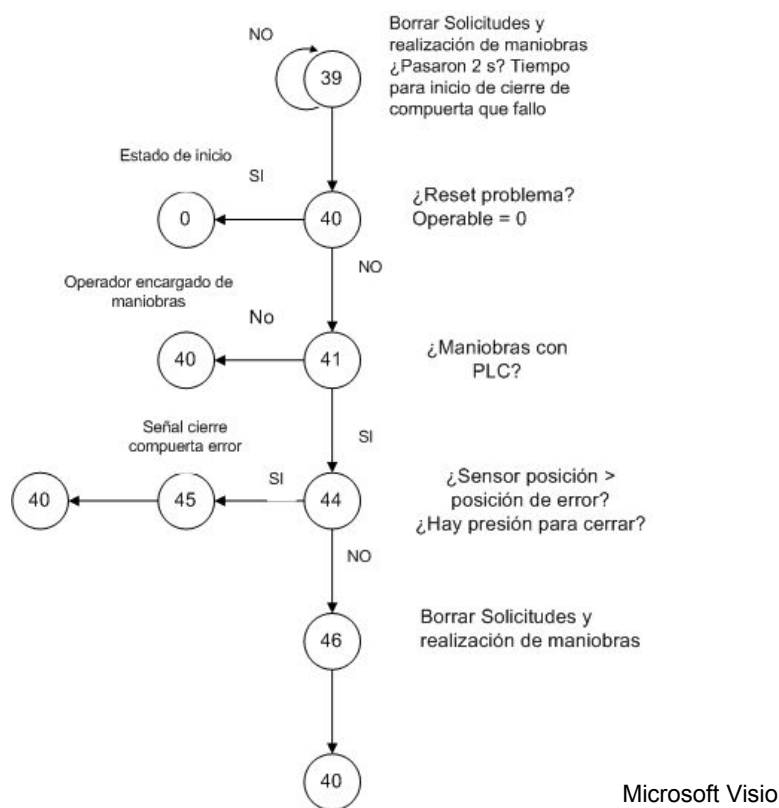 NO
Borrar Solicitudes y
realización de maniobras
¿Pasaron 2 s? Tiempo
para inicio de cierre de
compuerta que fallo
39
Estado de inicio
SI
0
40
¿Reset problema?
Operable = 0
NO
Operador encargado de
maniobras
No
40
41
¿Maniobras con
PLC?
SI
Señal cierre
compuerta error
SI
40
45
44
¿Sensor posición >
posición de error?
¿Hay presión para cerrar?
NO
46
Borrar Solicitudes y
realización de maniobras
40
Microsoft Visio